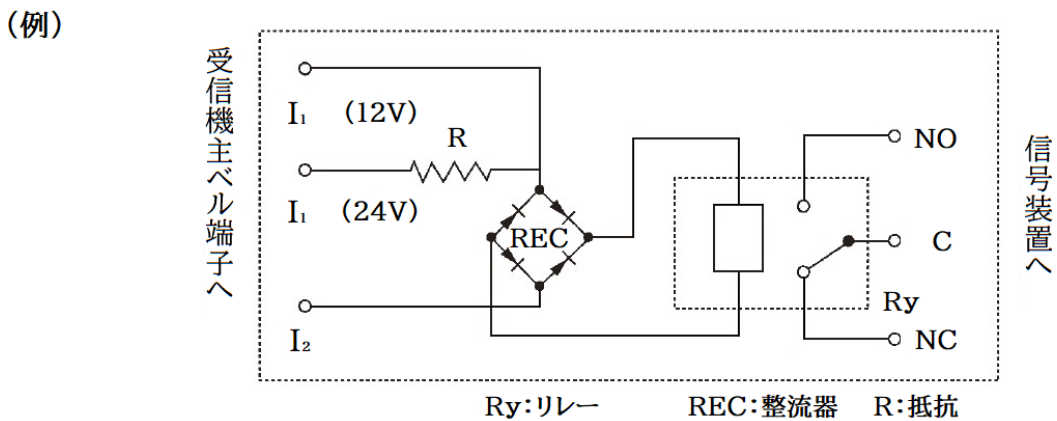 (例)
受信機主ベル端子へ
I₁ (12V)
R
I₁ (24V)
REC
I₂
NO
C
Ry
NC
信号装置へ
Ry:リレー REC:整流器 R:抵抗